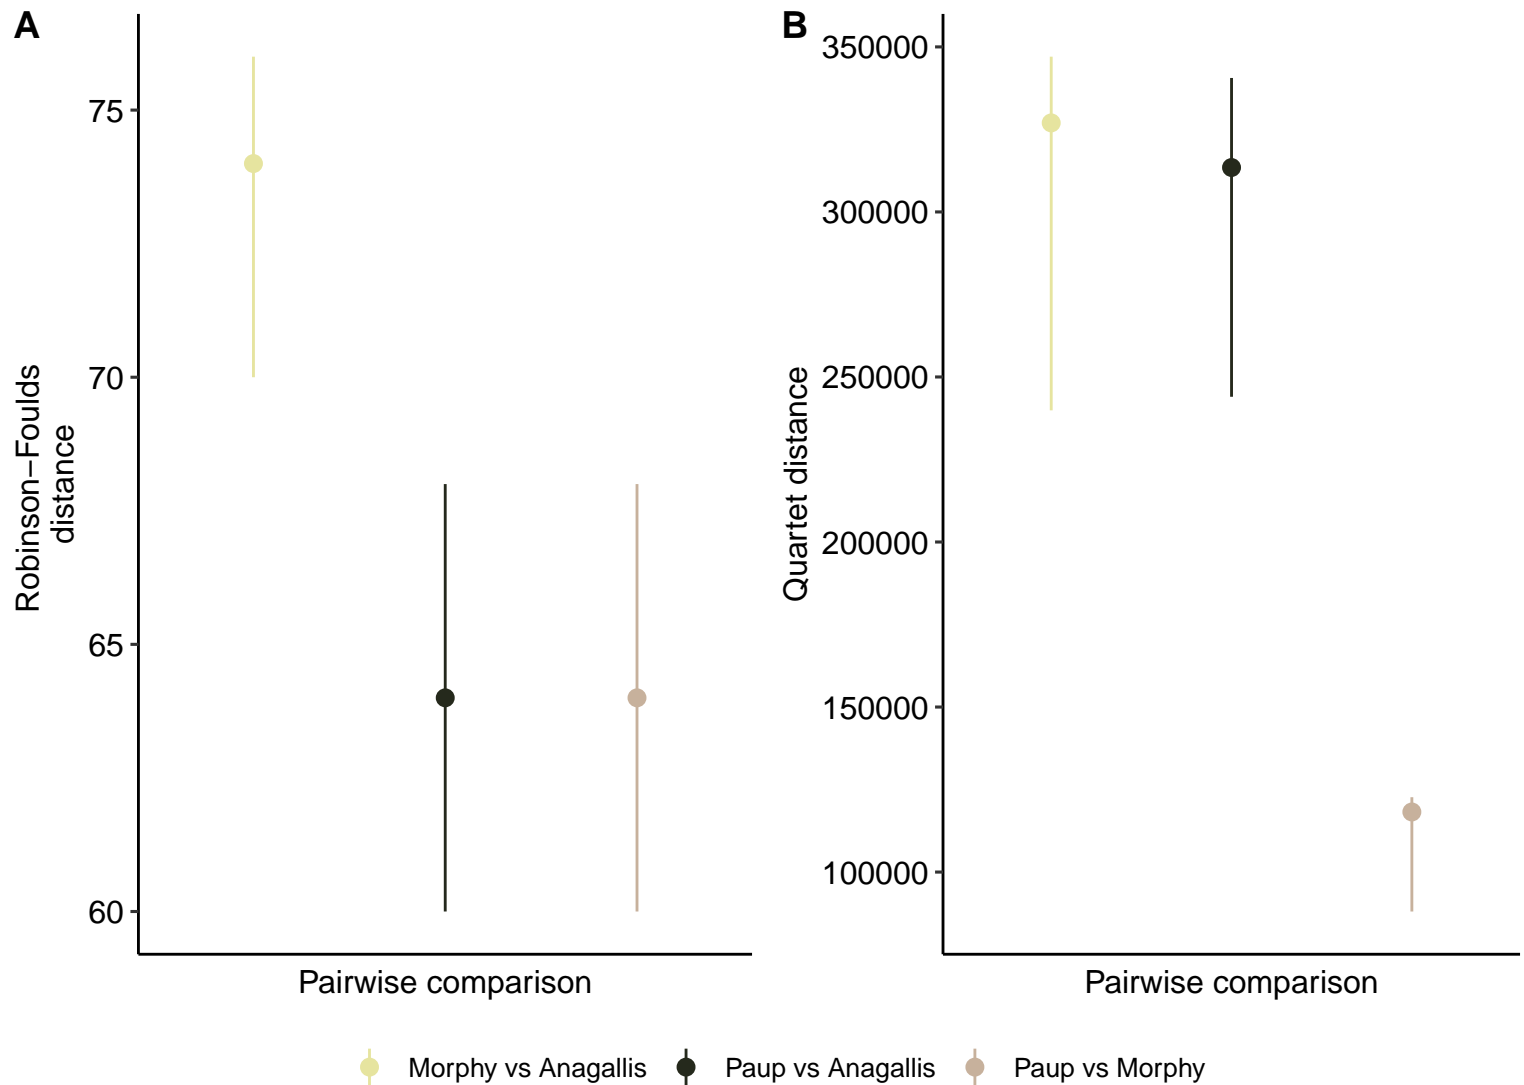 A
75
70
65
60
Robinson−Foulds
distance
Pairwise comparison
B
350000
300000
250000
200000
150000
100000
Quartet distance
Pairwise comparison
Morphy vs Anagallis Paup vs Anagallis Paup vs Morphy